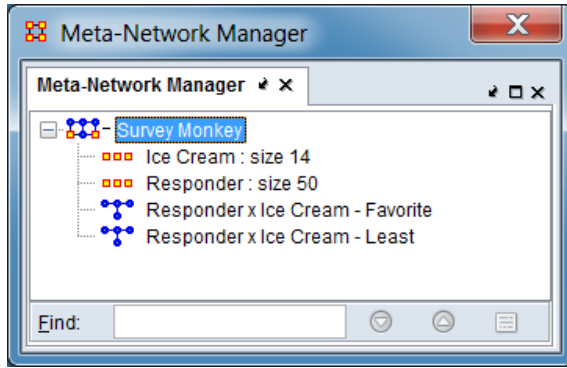 Meta-Network Manager
Meta-Network Manager
Survey Monkey
Ice Cream : size 14
Responder : size 50
Responder x Ice Cream - Favorite
Responder x Ice Cream - Least
Find: